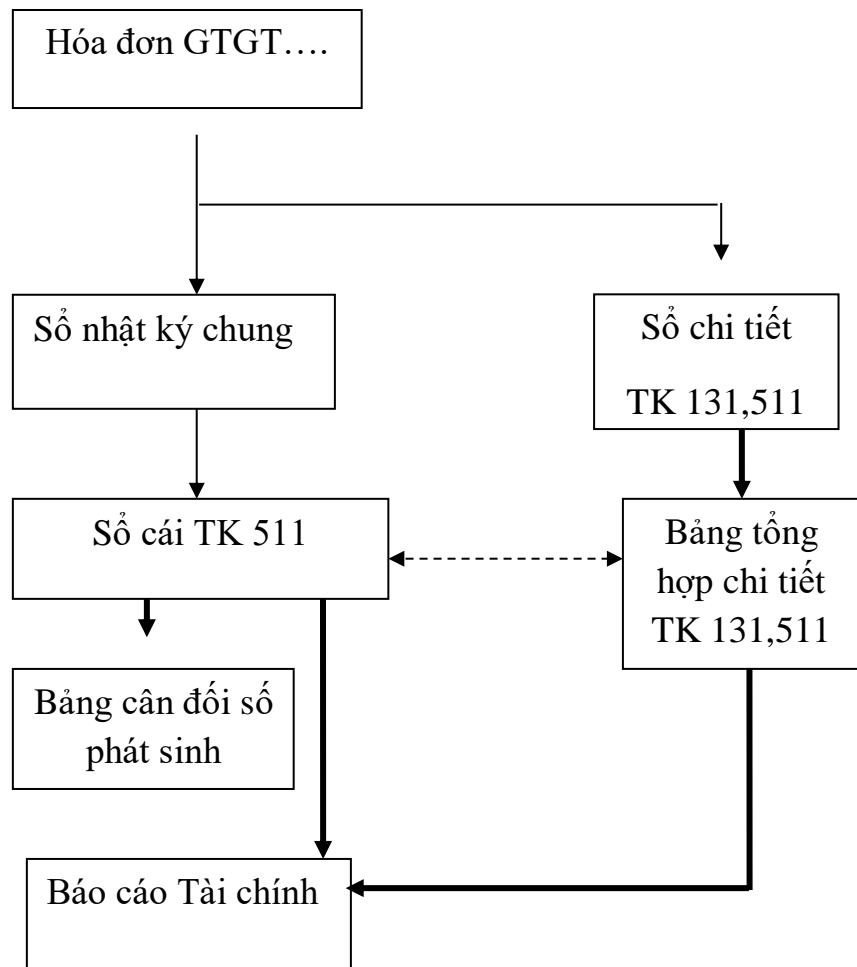 Hóa đơn GTGT….
Sổ nhật ký chung
Sổ chi tiết
TK 131,511
Sổ cái TK 511
Bảng tổng
hợp chi tiết
TK 131,511
Bảng cân đối số
phát sinh
Báo cáo Tài chính